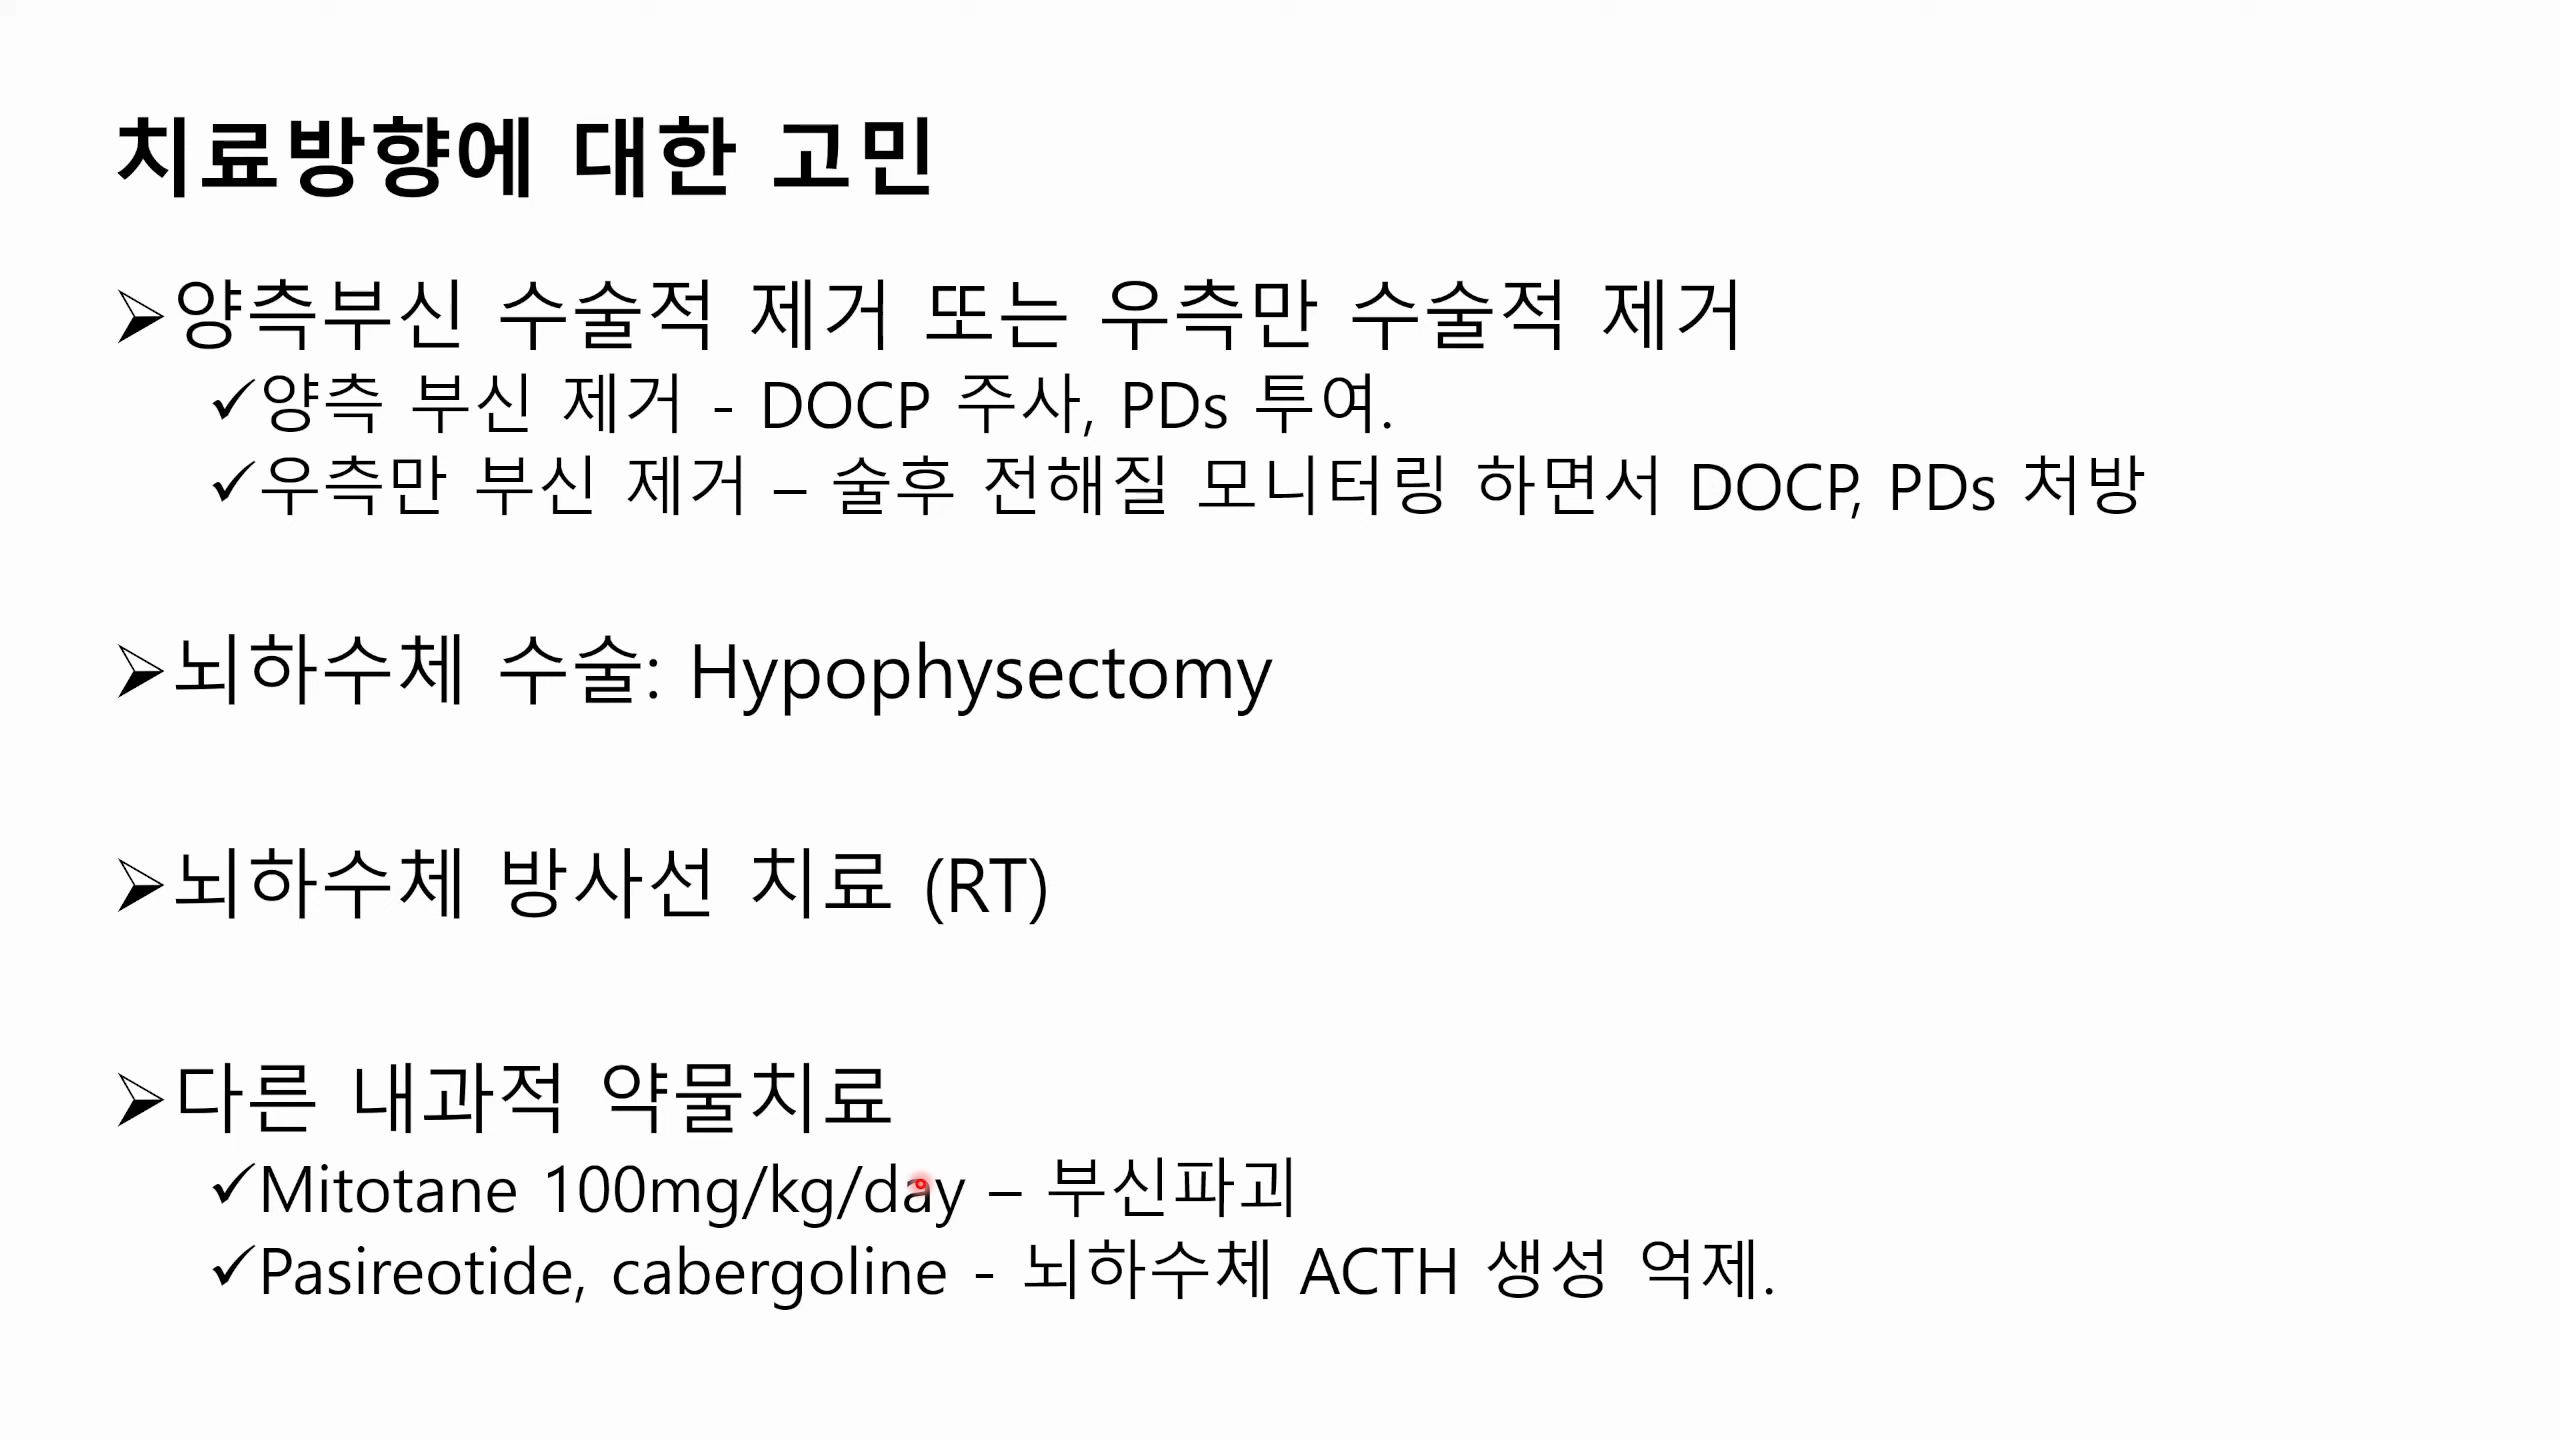 치료방향에 대한 고민
➢양측부신 수술적 제거 또는 우측만 수술적 제거
✓양측 부신 제거 - DOCP 주사, PDs 투여.
✓우측만 부신 제거 – 술후 전해질 모니터링 하면서 DOCP, PDs 처방
➢뇌하수체 수술: Hypophysectomy
➢뇌하수체 방사선 치료 (RT)
➢다른 내과적 약물치료
✓Mitotane 100mg/kg/day – 부신파괴
✓Pasireotide, cabergoline - 뇌하수체 ACTH 생성 억제.